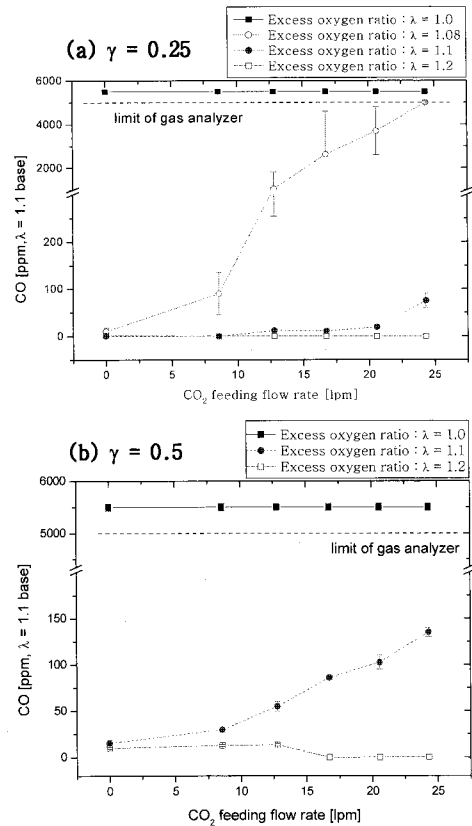 (a) γ = 0.25
Excess oxygen ratio : λ = 1.0
Excess oxygen ratio : λ = 1.08
Excess oxygen ratio : λ = 1.1
Excess oxygen ratio : λ = 1.2
6000
limit of gas analyzer
4000
2000
200
100
0
CO [ppm,λ = 1.1 base]
0 5 10 15 20 25
CO2 feeding flow rate [lpm]
(b) γ = 0.5
Excess oxygen ratio : λ = 1.0
Excess oxygen ratio : λ = 1.1
Excess oxygen ratio : λ = 1.2
6000
5000
limit of gas analyzer
150
100
50
0
CO [ppm, λ = 1.1 base]
0 5 10 15 20 25
CO2 feeding flow rate [lpm]